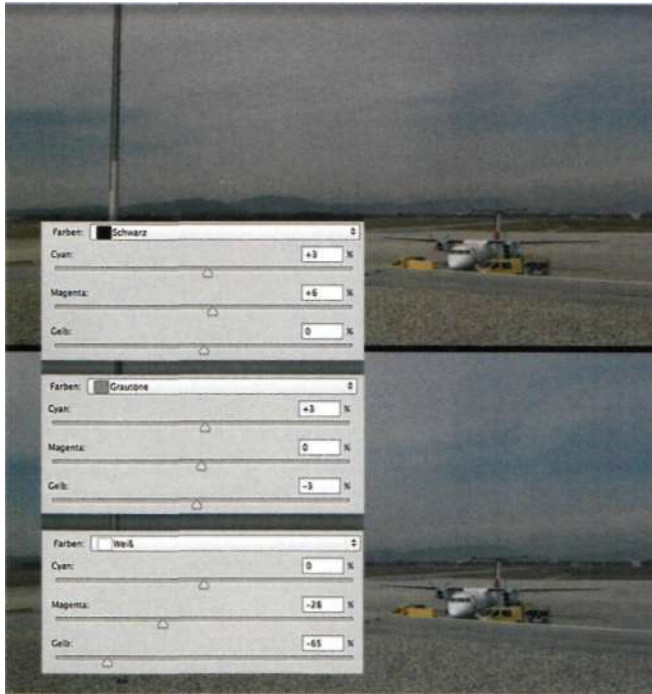 Farben: Schwarz
Cyan: +3 %
Magenta: +6 %
Gelb: 0 %
Farben: Grautöne
Cyan: +3 %
Magenta: 0 %
Gelb: -3 %
Farben: Weiß
Cyan: 0 %
Magenta: -26 %
Gelb: -65 %